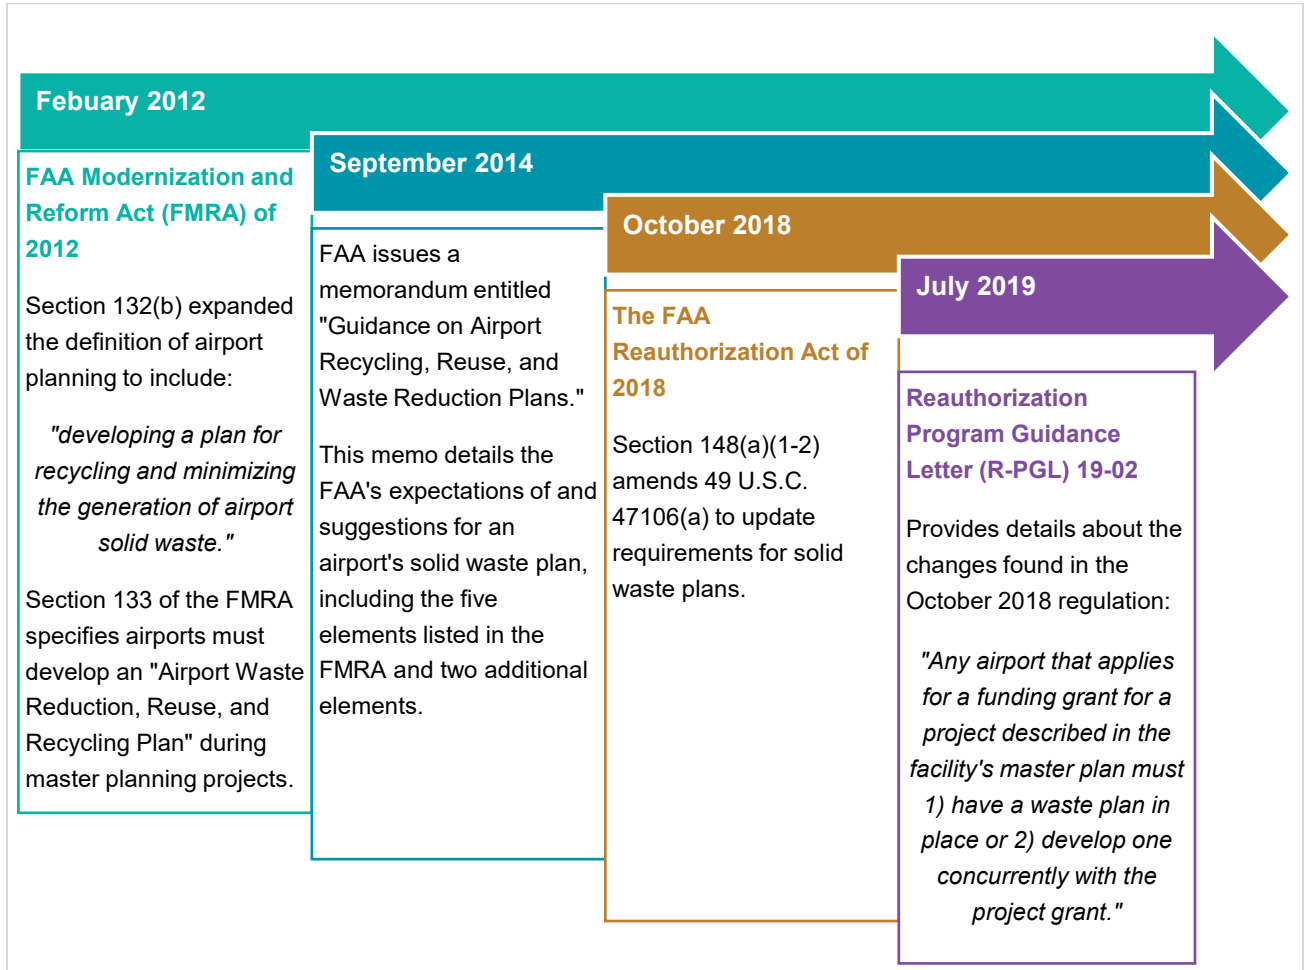 Febuary 2012
FAA Modernization and
Reform Act (FMRA) of
2012
Section 132(b) expanded
the definition of airport
planning to include:
"developing a plan for
recycling and minimizing
the generation of airport
solid waste."
Section 133 of the FMRA
specifies airports must
develop an "Airport Waste
Reduction, Reuse, and
Recycling Plan" during
master planning projects.
September 2014
FAA issues a
memorandum entitled
"Guidance on Airport
Recycling, Reuse, and
Waste Reduction Plans."
This memo details the
FAA's expectations of and
suggestions for an
airport's solid waste plan,
including the five
elements listed in the
FMRA and two additional
elements.
October 2018
The FAA
Reauthorization Act of
2018
Section 148(a)(1-2)
amends 49 U.S.C.
47106(a) to update
requirements for solid
waste plans.
July 2019
Reauthorization
Program Guidance
Letter (R-PGL) 19-02
Provides details about the
changes found in the
October 2018 regulation:
"Any airport that applies
for a funding grant for a
project described in the
facility's master plan must
1) have a waste plan in
place or 2) develop one
concurrently with the
project grant."